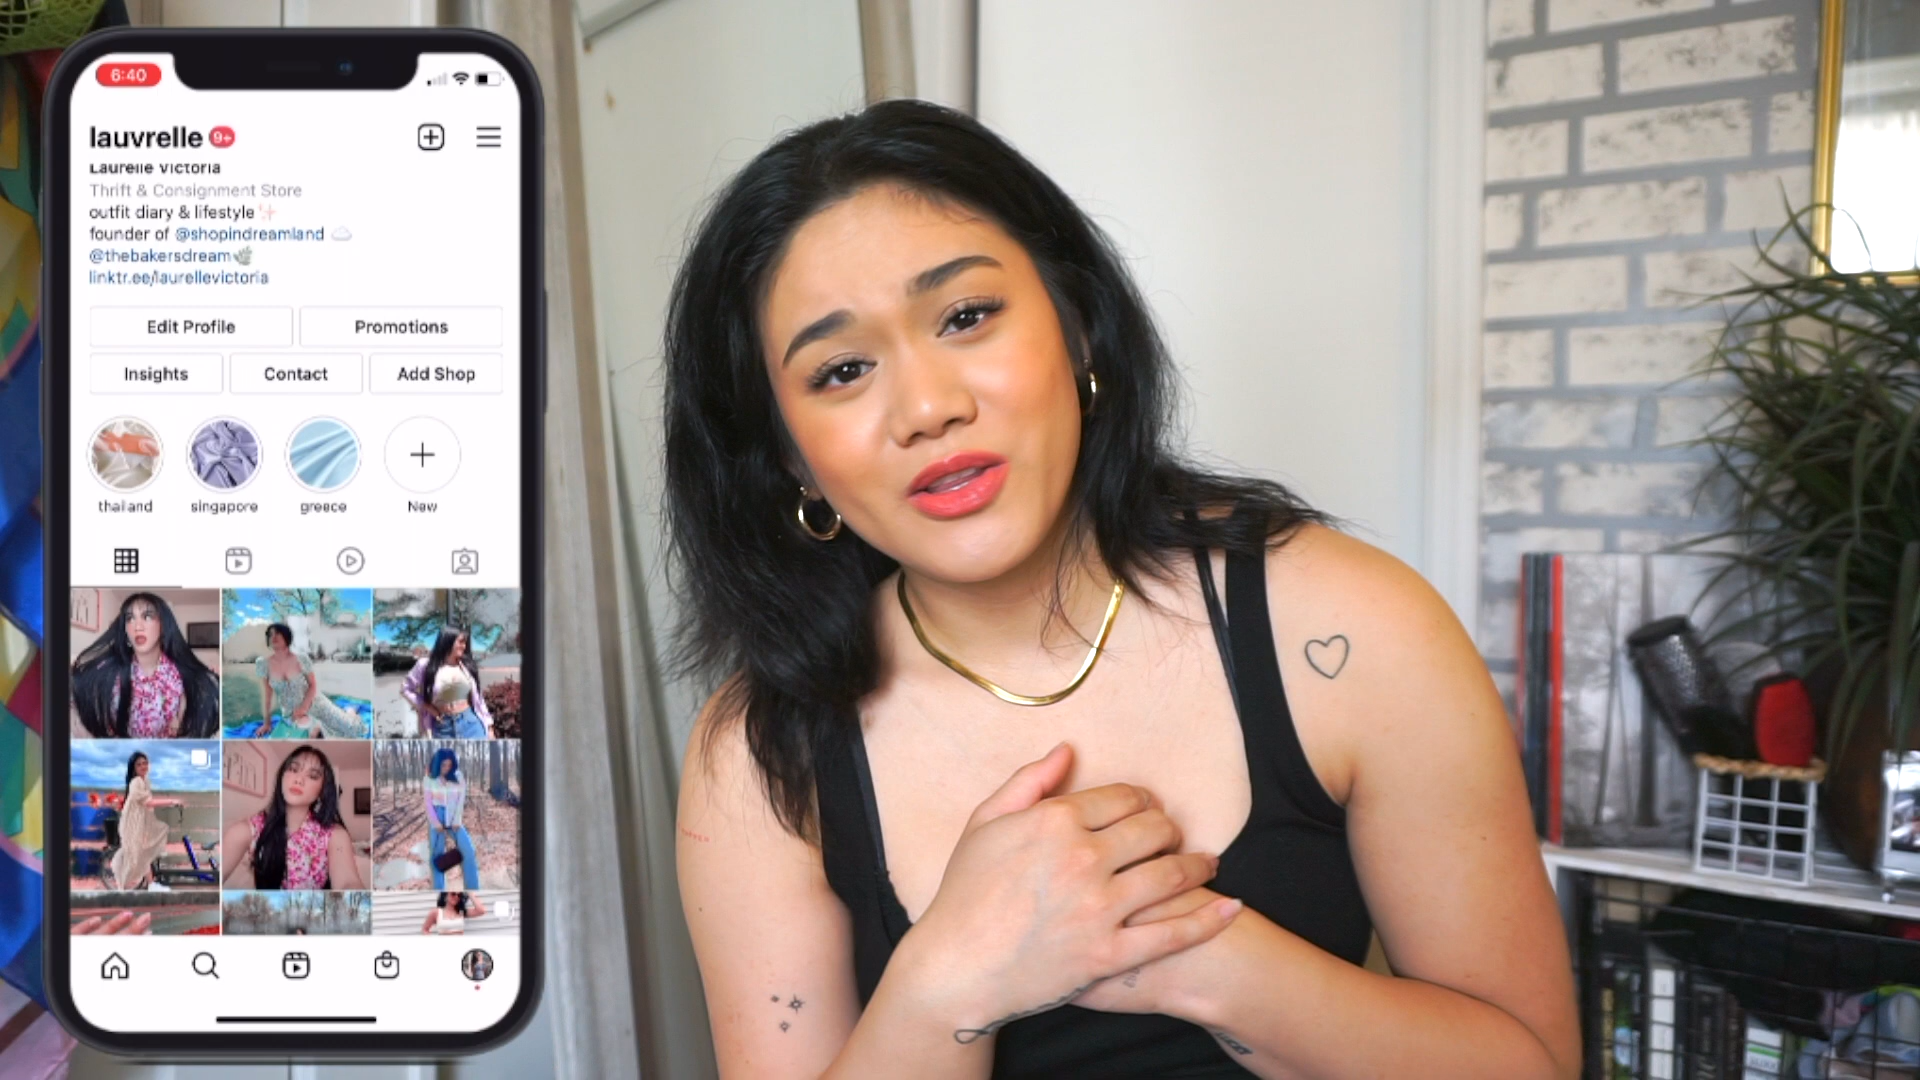 6:40
lauvrelle 9+
Laurelle Victoria
Thrift & Consignment Store
outfit diary & lifestyle
founder of @shopindreamland
@thebakersdream
linktr.ee/laurellevictoria
Edit Profile Promotions
Insights Contact Add Shop
thailand singapore greece New